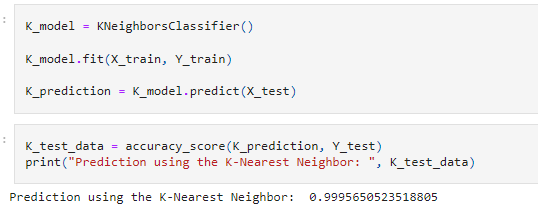 K_model = KNeighborsClassifier()
K_model.fit(X_train, Y_train)
K_prediction = K_model.predict(X_test)
K_test_data = accuracy_score(K_prediction, Y_test)
print("Prediction using the K-Nearest Neighbor: ", K_test_data)
Prediction using the K-Nearest Neighbor:  0.9995650523518805